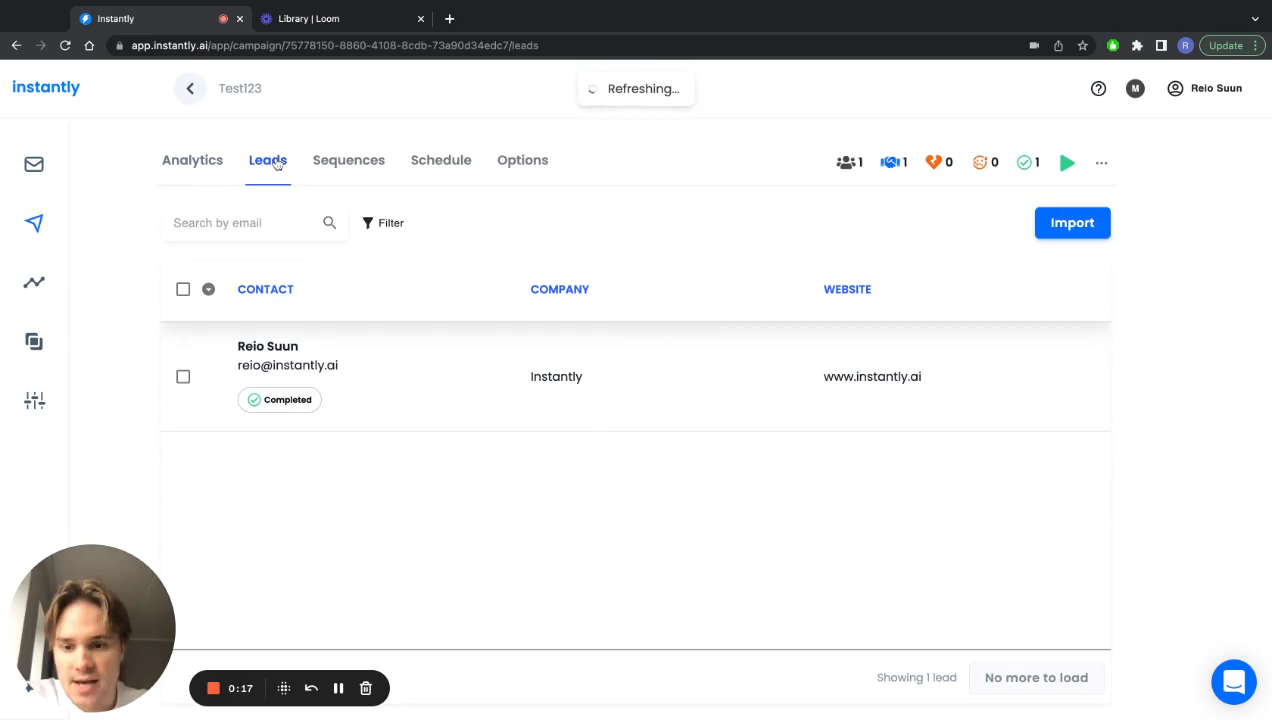 Instantly
Library | Loom
app.instantly.ai/app/campaign/75778150-8860-4108-8cdb-73a90d34edc7/leads
R
Update
instantly
Test123
Refreshing...
M
Reio Suun
Analytics
Leads
Sequences
Schedule
Options
1
1
0
0
1
Search by email
Filter
Import
CONTACT
COMPANY
WEBSITE
Reio Suun
reio@instantly.ai
Completed
Instantly
www.instantly.ai
Showing 1 lead
No more to load
0:17